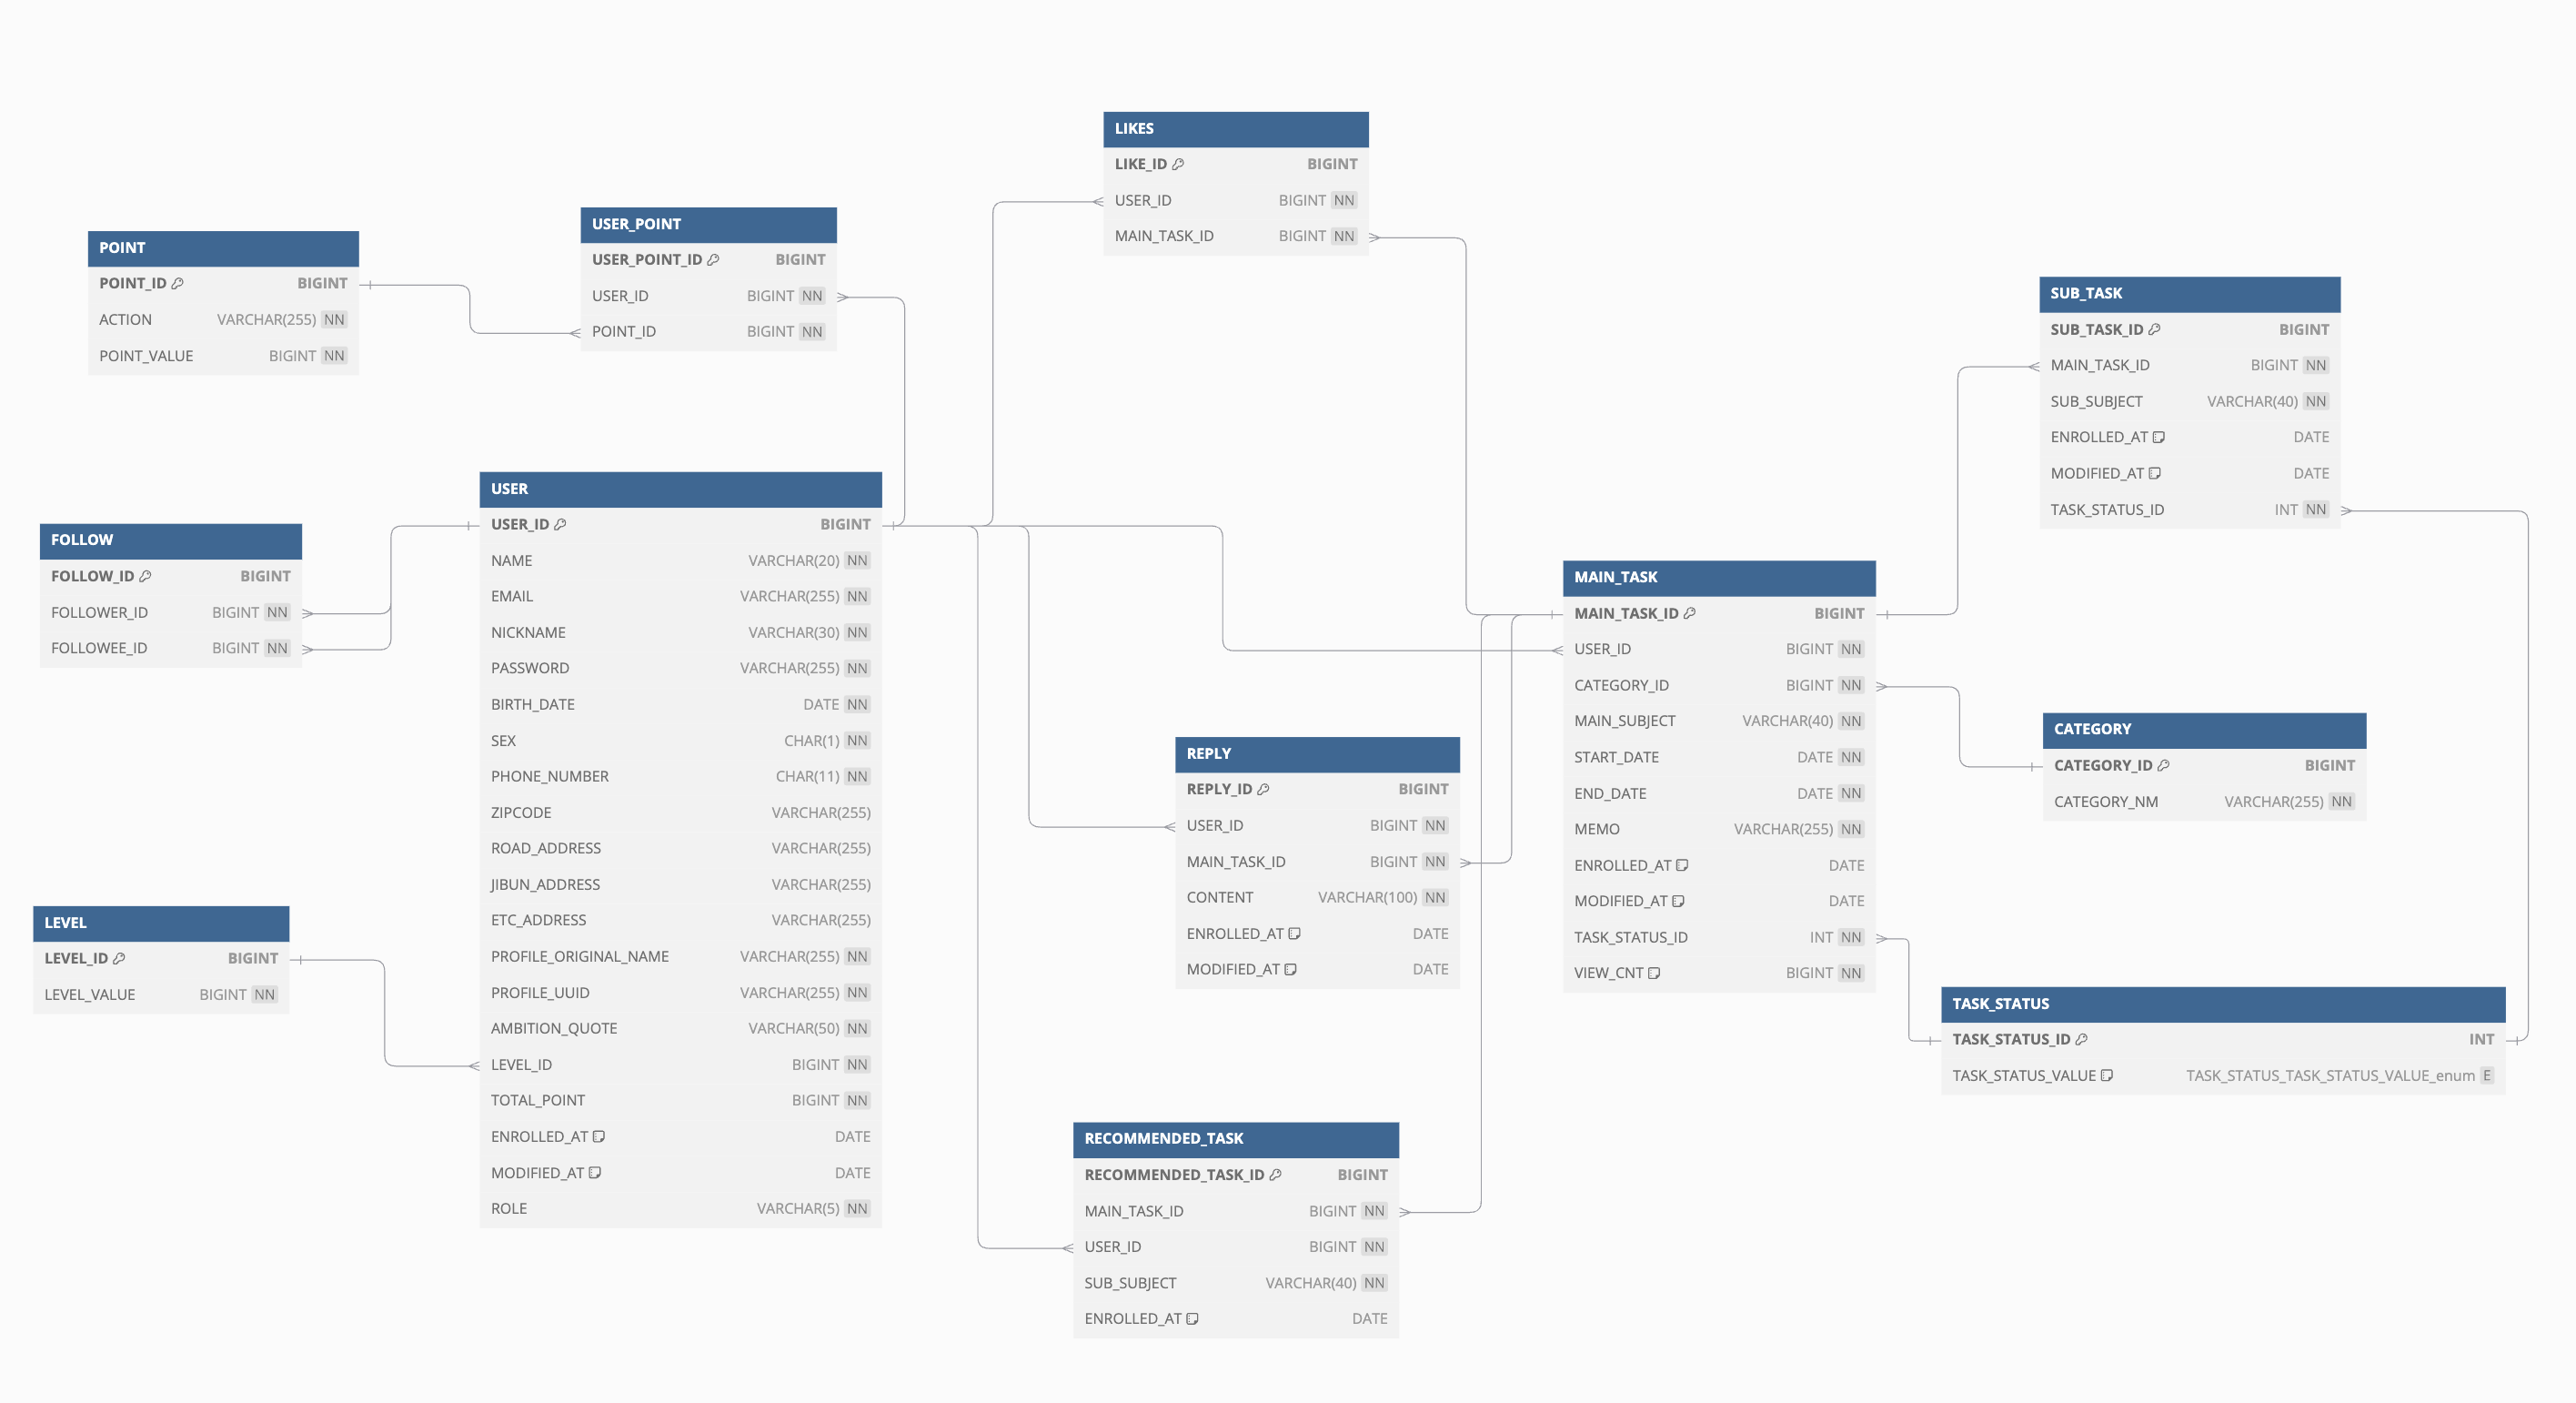 LIKES
LIKE_ID BIGINT
USER_ID BIGINT NN
MAIN_TASK_ID BIGINT NN
USER_POINT
USER_POINT_ID BIGINT
USER_ID BIGINT NN
POINT_ID BIGINT NN
POINT
POINT_ID BIGINT
ACTION VARCHAR(255) NN
POINT_VALUE BIGINT NN
SUB_TASK
SUB_TASK_ID BIGINT
MAIN_TASK_ID BIGINT NN
SUB_SUBJECT VARCHAR(40) NN
ENROLLED_AT DATE
MODIFIED_AT DATE
TASK_STATUS_ID INT NN
USER
USER_ID BIGINT
NAME VARCHAR(20) NN
EMAIL VARCHAR(255) NN
NICKNAME VARCHAR(30) NN
PASSWORD VARCHAR(255) NN
BIRTH_DATE DATE NN
SEX CHAR(1) NN
PHONE_NUMBER CHAR(11) NN
ZIPCODE VARCHAR(255)
ROAD_ADDRESS VARCHAR(255)
JIBUN_ADDRESS VARCHAR(255)
ETC_ADDRESS VARCHAR(255)
PROFILE_ORIGINAL_NAME VARCHAR(255) NN
PROFILE_UUID VARCHAR(255) NN
AMBITION_QUOTE VARCHAR(50) NN
LEVEL_ID BIGINT NN
TOTAL_POINT BIGINT NN
ENROLLED_AT DATE
MODIFIED_AT DATE
ROLE VARCHAR(5) NN
FOLLOW
FOLLOW_ID BIGINT
FOLLOWER_ID BIGINT NN
FOLLOWEE_ID BIGINT NN
MAIN_TASK
MAIN_TASK_ID BIGINT
USER_ID BIGINT NN
CATEGORY_ID BIGINT NN
MAIN_SUBJECT VARCHAR(40) NN
START_DATE DATE NN
END_DATE DATE NN
MEMO VARCHAR(255) NN
ENROLLED_AT DATE
MODIFIED_AT DATE
TASK_STATUS_ID INT NN
VIEW_CNT BIGINT NN
CATEGORY
CATEGORY_ID BIGINT
CATEGORY_NM VARCHAR(255) NN
REPLY
REPLY_ID BIGINT
USER_ID BIGINT NN
MAIN_TASK_ID BIGINT NN
CONTENT VARCHAR(100) NN
ENROLLED_AT DATE
MODIFIED_AT DATE
LEVEL
LEVEL_ID BIGINT
LEVEL_VALUE BIGINT NN
TASK_STATUS
TASK_STATUS_ID INT
TASK_STATUS_VALUE TASK_STATUS_TASK_STATUS_VALUE_enum E
RECOMMENDED_TASK
RECOMMENDED_TASK_ID BIGINT
MAIN_TASK_ID BIGINT NN
USER_ID BIGINT NN
SUB_SUBJECT VARCHAR(40) NN
ENROLLED_AT DATE